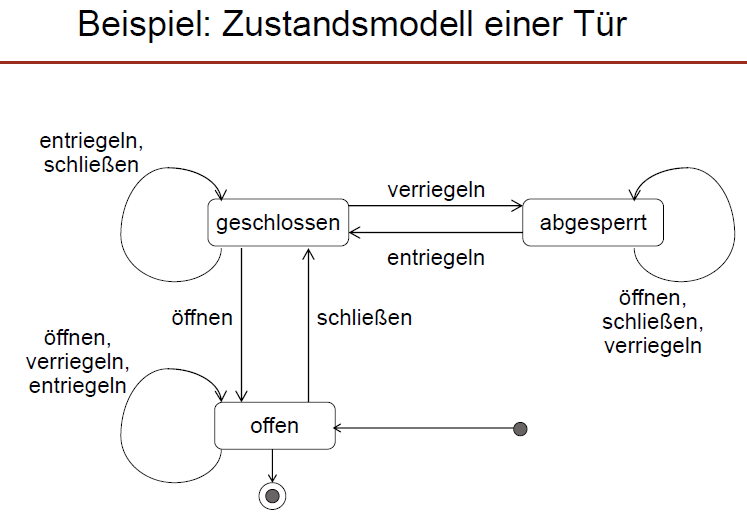 Beispiel: Zustandsmodell einer Tür
entriegeln,
schließen
verriegeln
geschlossen
abgesperrt
entriegeln
öffnen
schließen
öffnen,
schließen,
verriegeln
öffnen,
verriegeln,
entriegeln
offen